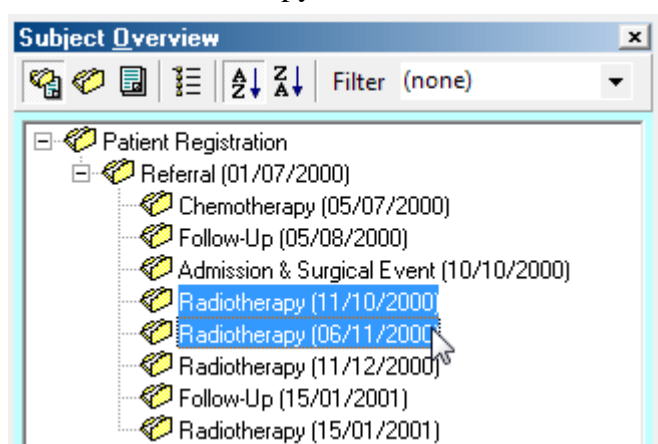 Subject Overview
Filter (none)
Patient Registration
Referral (01/07/2000)
Chemotherapy (05/07/2000)
Follow-Up (05/08/2000)
Admission & Surgical Event (10/10/2000)
Radiotherapy (11/10/2000)
Radiotherapy (06/11/2000)
Radiotherapy (11/12/2000)
Follow-Up (15/01/2001)
Radiotherapy (15/01/2001)